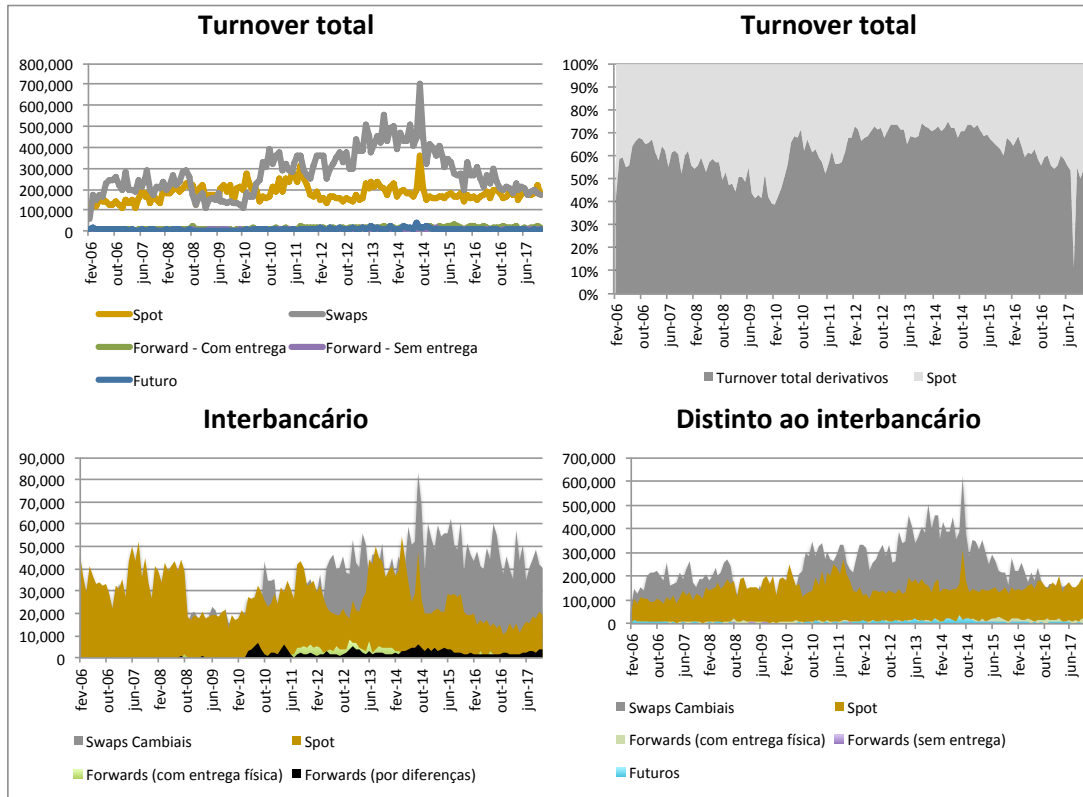 Turnover total
800,000
700,000
600,000
500,000
400,000
300,000
200,000
100,000
0
fev-06
out-06
jun-07
fev-08
out-08
jun-09
fev-10
out-10
jun-11
fev-12
out-12
jun-13
fev-14
out-14
jun-15
fev-16
out-16
jun-17
Spot
Swaps
Forward - Com entrega
Forward - Sem entrega
Futuro
Turnover total
100%
90%
80%
70%
60%
50%
40%
30%
20%
10%
0%
fev-06
out-06
jun-07
fev-08
out-08
jun-09
fev-10
out-10
jun-11
fev-12
out-12
jun-13
fev-14
out-14
jun-15
fev-16
out-16
jun-17
Turnover total derivativos
Spot
Interbancário
90,000
80,000
70,000
60,000
50,000
40,000
30,000
20,000
10,000
0
fev-06
out-06
jun-07
fev-08
out-08
jun-09
fev-10
out-10
jun-11
fev-12
out-12
jun-13
fev-14
out-14
jun-15
fev-16
out-16
jun-17
Swaps Cambiais
Spot
Forwards (com entrega física)
Forwards (por diferenças)
Distinto ao interbancário
700,000
600,000
500,000
400,000
300,000
200,000
100,000
0
fev-06
out-06
jun-07
fev-08
out-08
jun-09
fev-10
out-10
jun-11
fev-12
out-12
jun-13
fev-14
out-14
jun-15
fev-16
out-16
jun-17
Swaps Cambiais
Spot
Forwards (com entrega física)
Forwards (sem entrega)
Futuros